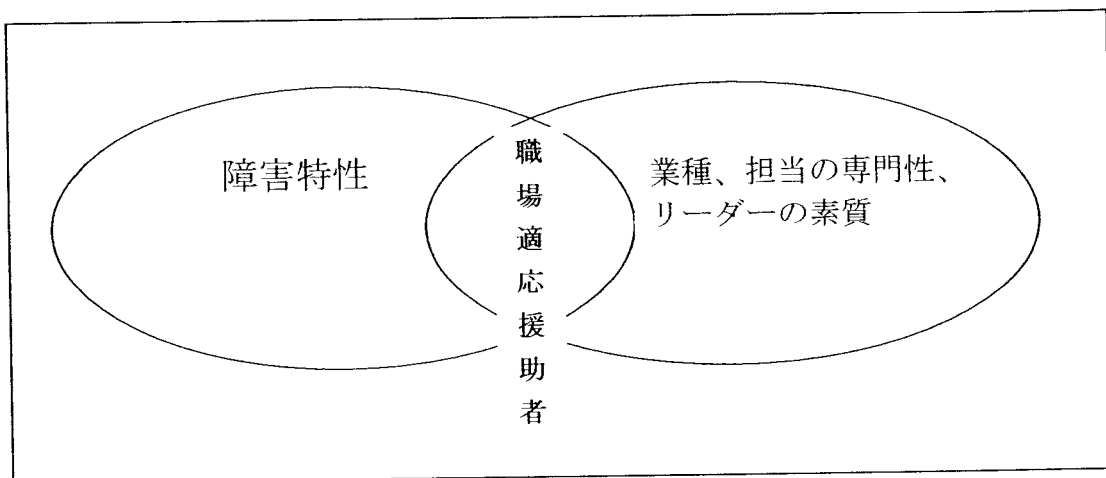 障害特性
職場適応援助者
業種、担当の専門性、
リーダーの素質